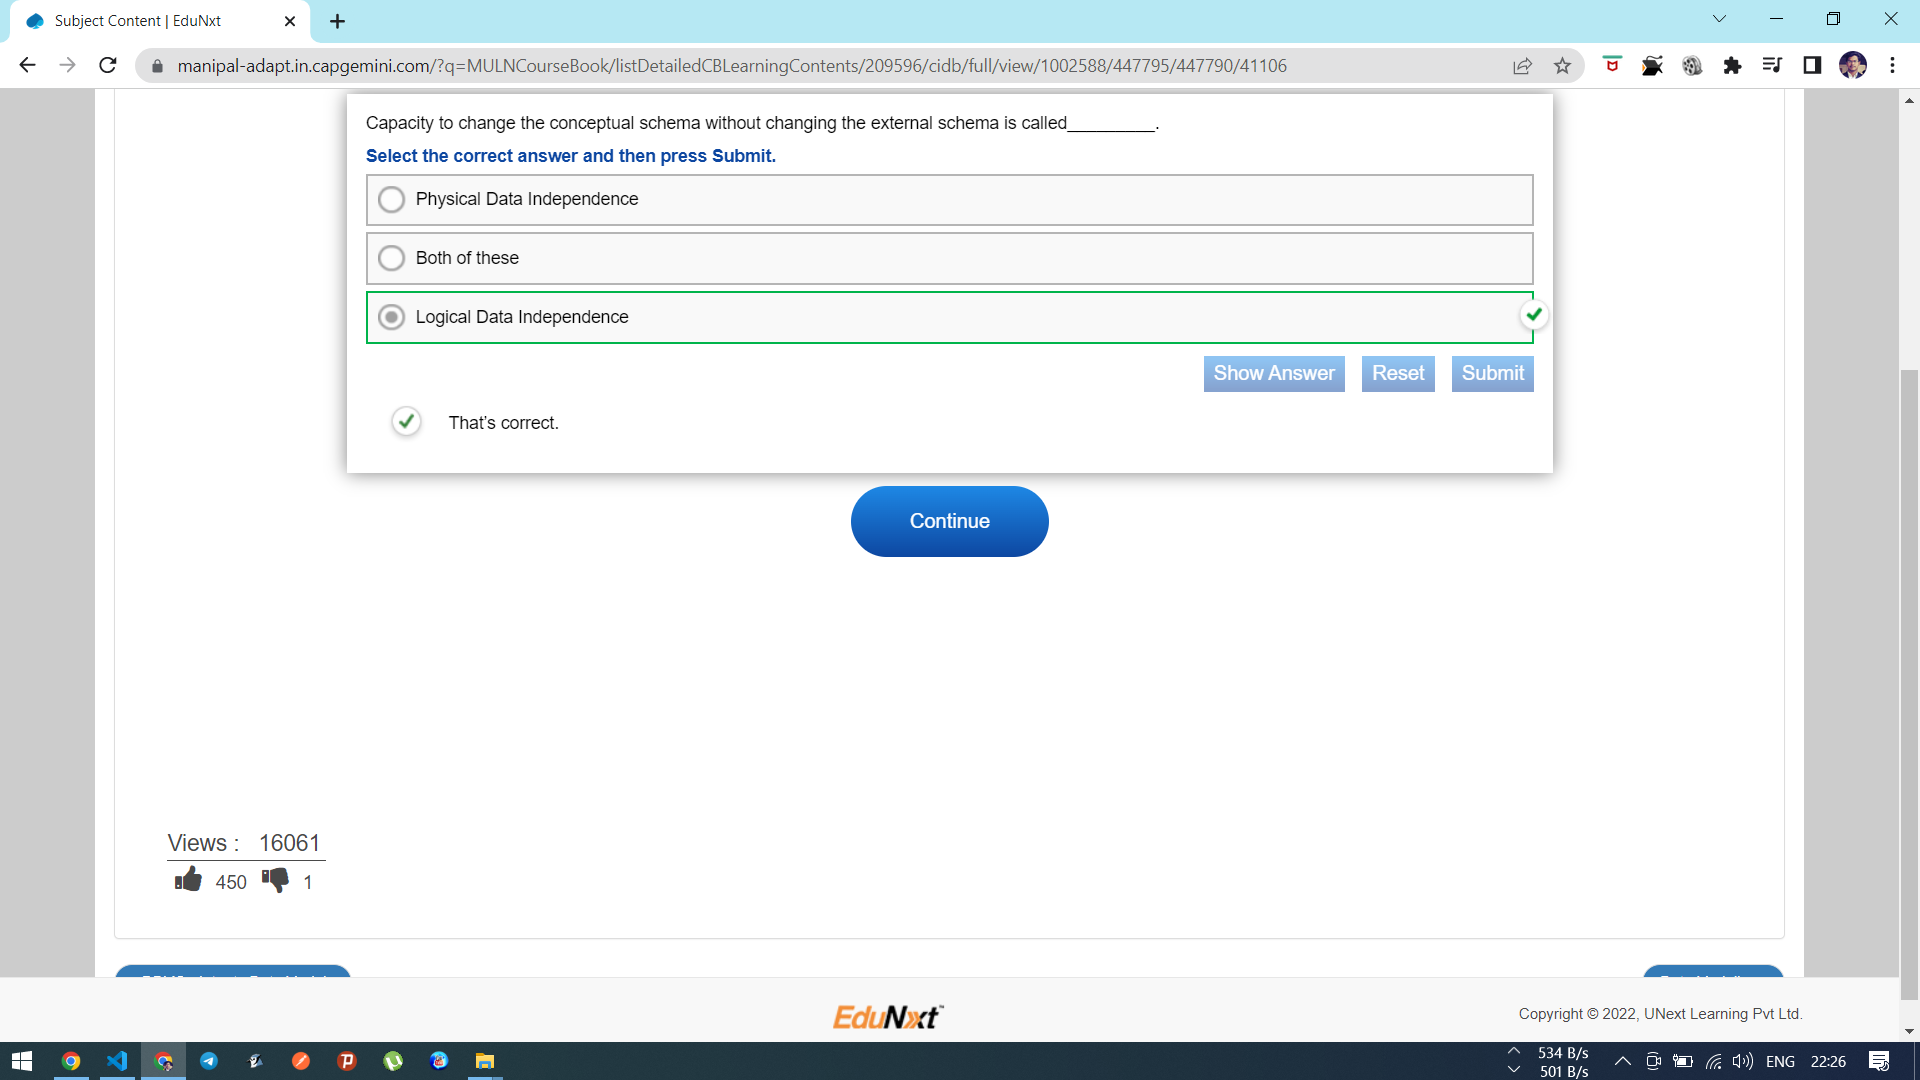 Subject Content | EduNxt
manipal-adapt.in.capgemini.com/?q=MULNCourseBook/listDetailedCBLearningContents/209596/cidb/full/view/1002588/447795/447790/41106
Capacity to change the conceptual schema without changing the external schema is called_________.
Select the correct answer and then press Submit.
Physical Data Independence
Both of these
Logical Data Independence
Show Answer Reset Submit
That's correct.
Continue
Views : 16061
450 1
EduNxt™
Copyright © 2022, UNext Learning Pvt Ltd.
534 B/s
501 B/s
ENG 22:26